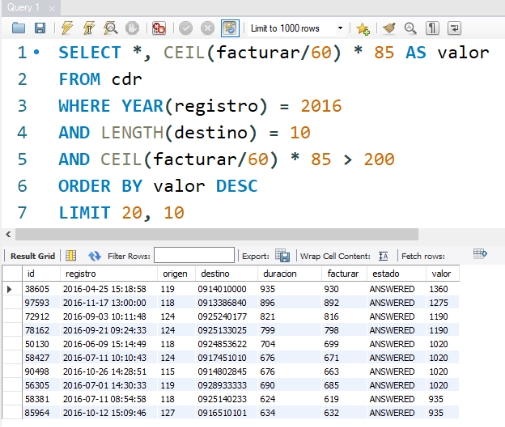 Query 1
Limit to 1000 rows
1 SELECT *, CEIL(facturar/60) * 85 AS valor
2 FROM cdr
3 WHERE YEAR(registro) = 2016
4 AND LENGTH(destino) = 10
5 AND CEIL(facturar/60) * 85 > 200
6 ORDER BY valor DESC
7 LIMIT 20, 10
Result Grid Filter Rows: Export: Wrap Cell Content: Fetch rows:
id registro origen destino duracion facturar estado valor
38605 2016-04-25 15:18:58 119 0914010000 935 930 ANSWERED 1360
97593 2016-11-17 13:00:00 118 0913386840 896 892 ANSWERED 1275
72912 2016-09-03 10:11:48 124 0925240177 821 816 ANSWERED 1190
78162 2016-09-21 09:24:33 124 0925133025 799 798 ANSWERED 1190
50130 2016-06-09 15:14:49 118 0924853622 704 699 ANSWERED 1020
58427 2016-07-11 10:10:43 124 0917451010 676 671 ANSWERED 1020
90498 2016-10-26 14:28:51 115 0914802845 676 663 ANSWERED 1020
56305 2016-07-01 14:30:33 119 0928933333 690 685 ANSWERED 1020
58381 2016-07-11 08:54:58 118 0925140233 624 619 ANSWERED 935
85964 2016-10-12 15:09:46 127 0916510101 634 632 ANSWERED 935